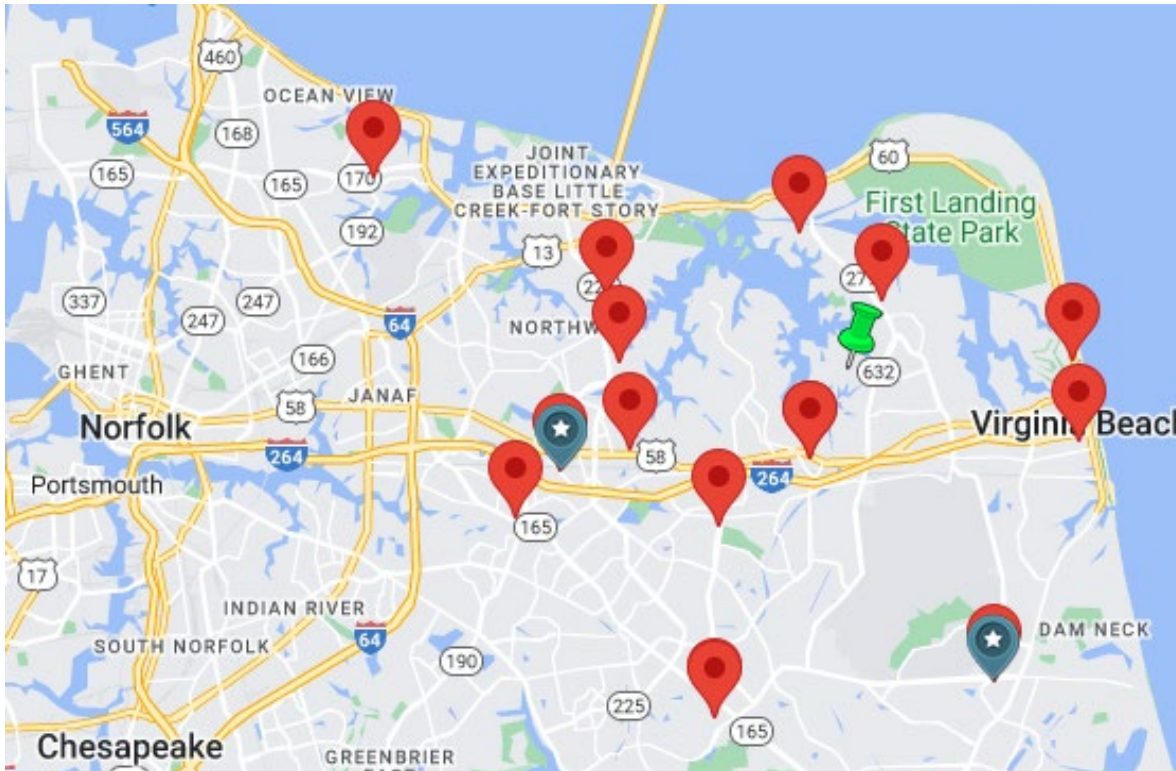 460
OCEAN VIEW
564
168
165
170
165
192
JOINT
EXPEDITIONARY
BASE LITTLE
CREEK-FORT STORY
60
First Landing
State Park
13
337
247
247
64
NORTHW
166
632
GHENT
JANAF
58
Norfolk
264
58
264
Virginia Beach
Portsmouth
165
17
INDIAN RIVER
64
SOUTH NORFOLK
190
DAM NECK
225
165
Chesapeake
GREENBRIER